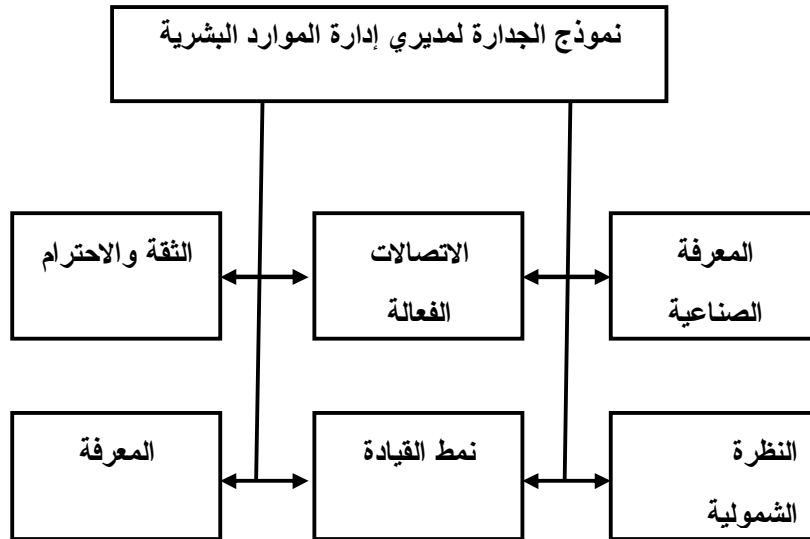 نموذج الجدارة لمديري إدارة الموارد البشرية
المعرفة
الصناعية
الاتصالات
الفعالة
الثقة والاحترام
النظرة
الشمولية
نمط القيادة
المعرفة